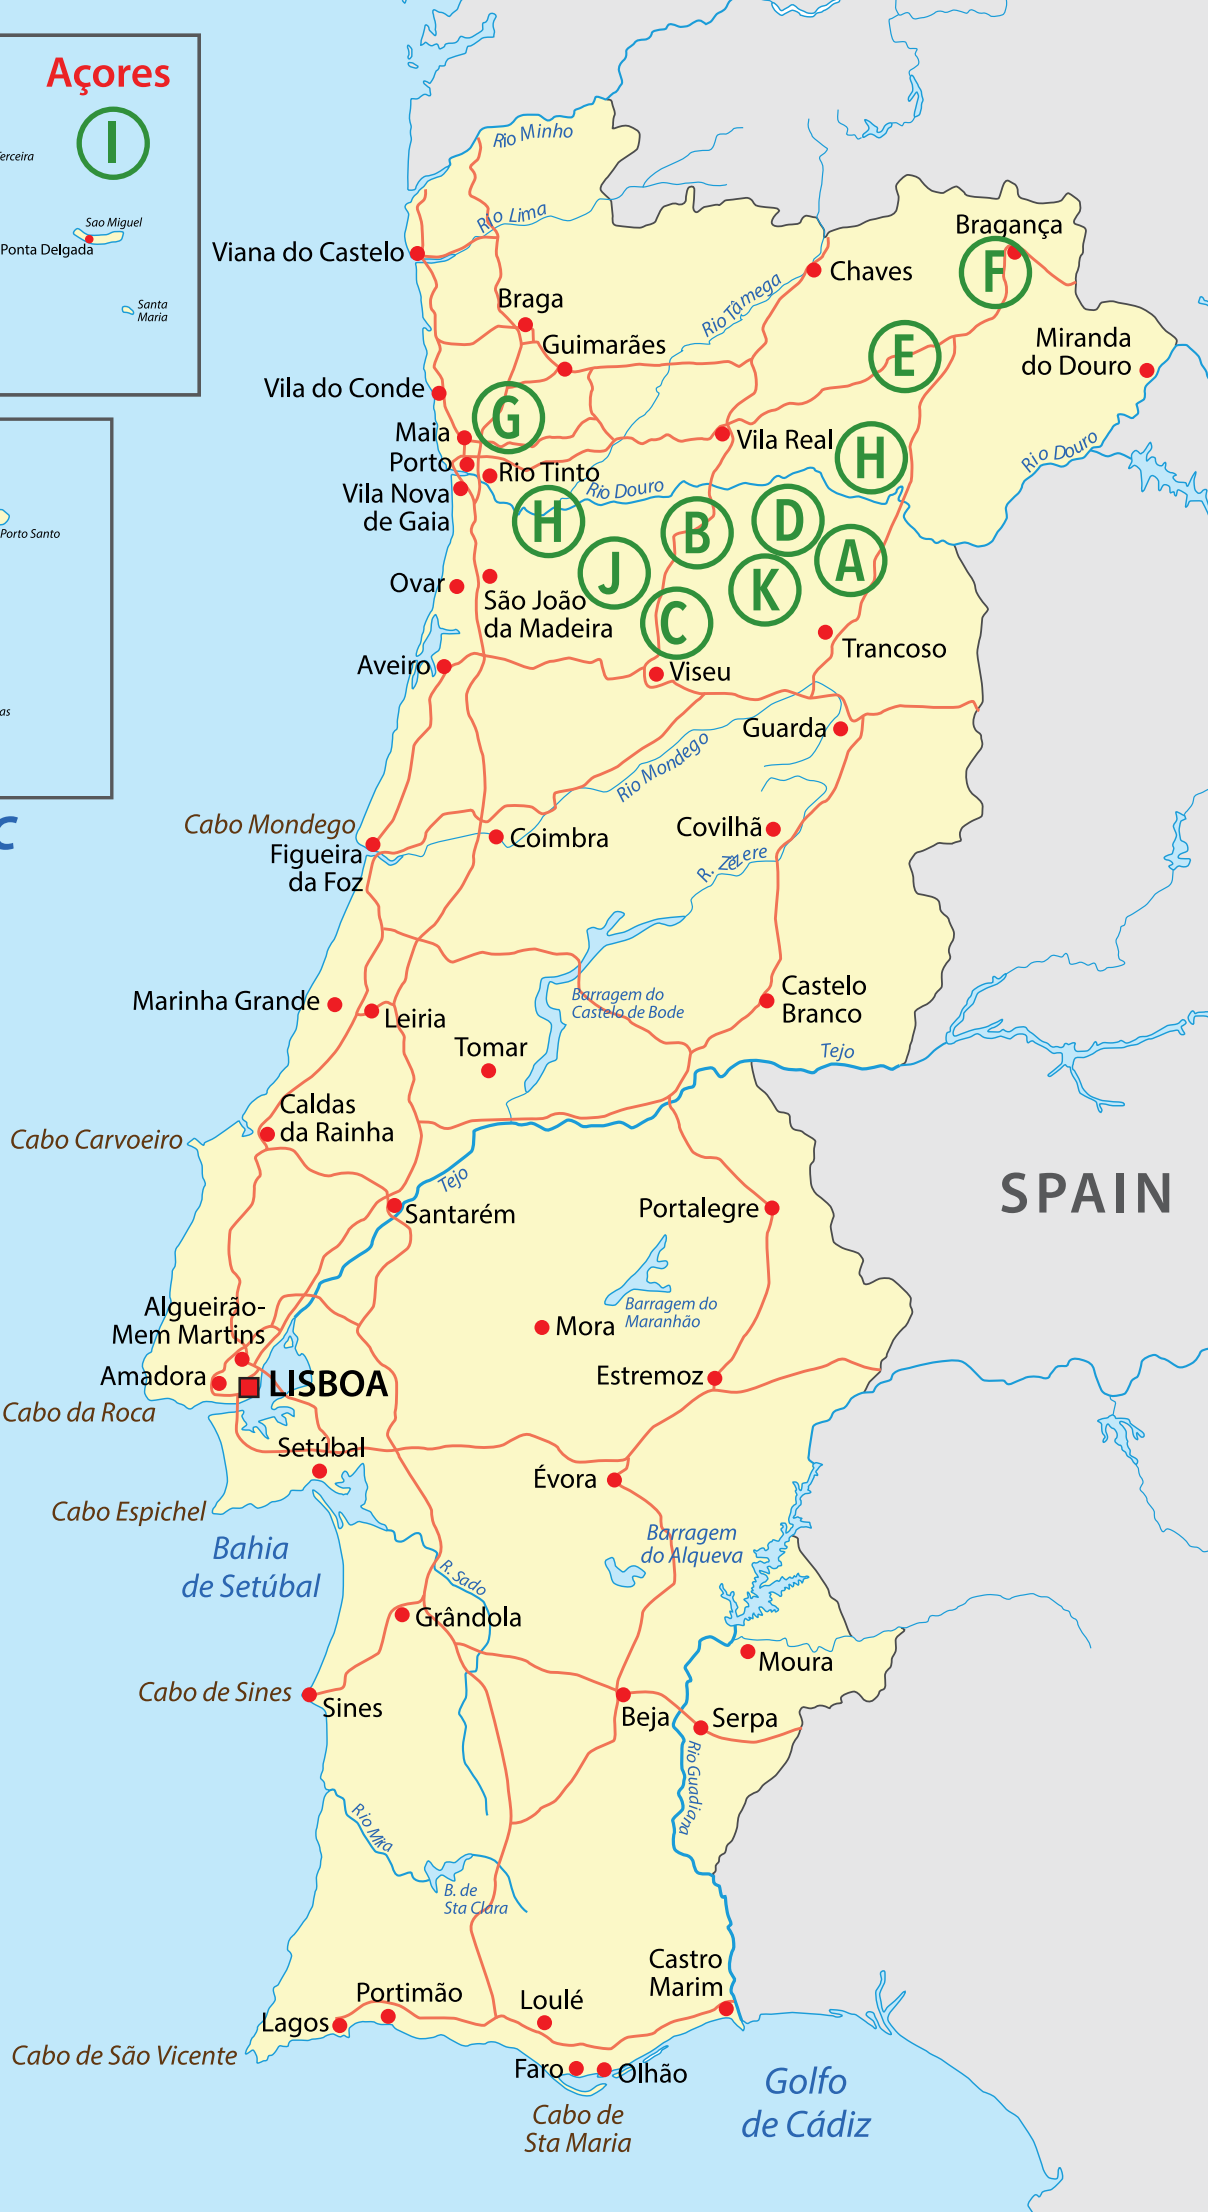 Açores
I
erceira
Sao Miguel
Ponta Delgada
Santa
Maria
Porto Santo
as
C
Rio Minho
Rio Lima
Viana do Castelo
Bragança
F
Chaves
Braga
Rio Tâmega
Guimarães
E
Miranda
do Douro
Vila do Conde
G
Maia
Vila Real
H
Rio Douro
Porto
Rio Tinto
Vila Nova
de Gaia
Rio Douro
H
B
D
A
J
K
C
Ovar
São João
da Madeira
Trancoso
Aveiro
Viseu
Guarda
Rio Mondego
Cabo Mondego
Figueira
da Foz
Coimbra
Covilhã
R. Zêzere
Marinha Grande
Leiria
Barragem do
Castelo de Bode
Castelo
Branco
Tomar
Tejo
Caldas
da Rainha
Cabo Carvoeiro
Tejo
Santarém
Portalegre
SPAIN
Algueirão-
Mem Martins
Mora
Barragem do
Maranhão
Amadora
LISBOA
Estremoz
Cabo da Roca
Setúbal
Évora
Cabo Espichel
Bahia
de Setúbal
Barragem
do Alqueva
R. Sado
Grândola
Moura
Cabo de Sines
Sines
Beja
Serpa
Rio Guadiana
Rio Mira
B. de
Sta Clara
Castro
Marim
Portimão
Loulé
Lagos
Cabo de São Vicente
Faro
Olhão
Golfo
de Cádiz
Cabo de
Sta Maria